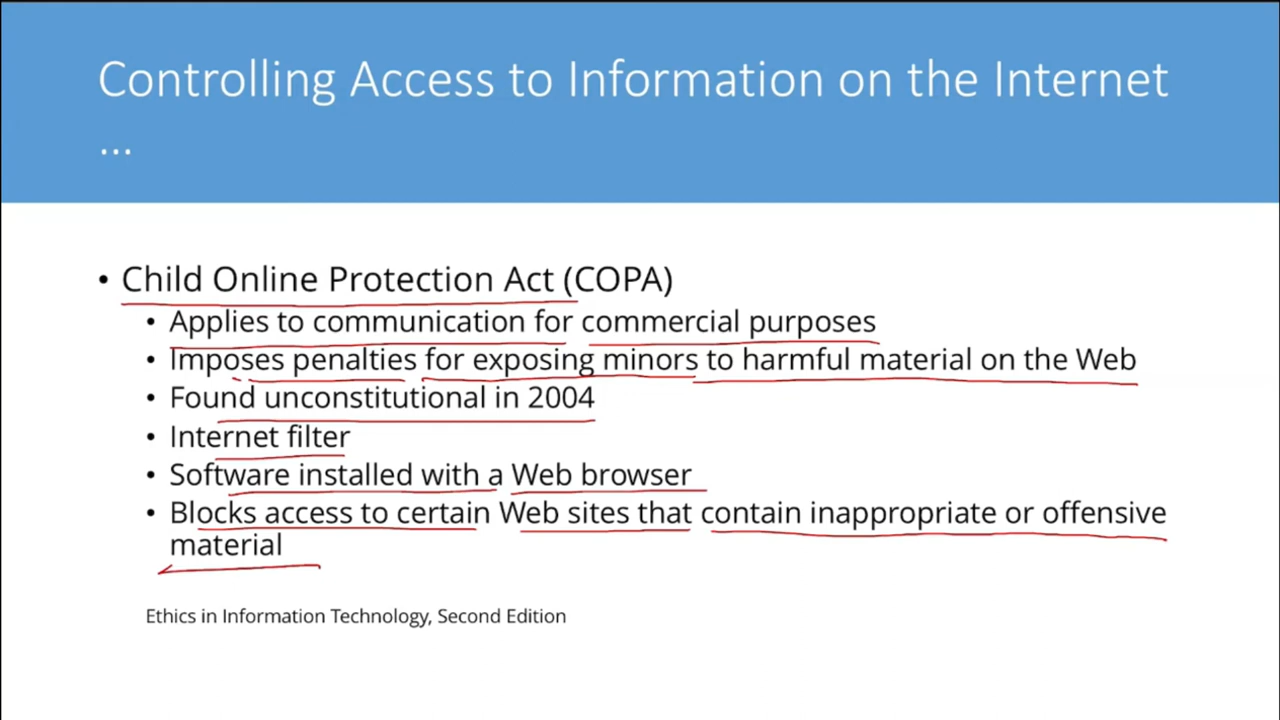 Controlling Access to Information on the Internet
...
• Child Online Protection Act (COPA)
• Applies to communication for commercial purposes
• Imposes penalties for exposing minors to harmful material on the Web
• Found unconstitutional in 2004
• Internet filter
• Software installed with a Web browser
• Blocks access to certain Web sites that contain inappropriate or offensive
material
Ethics in Information Technology, Second Edition